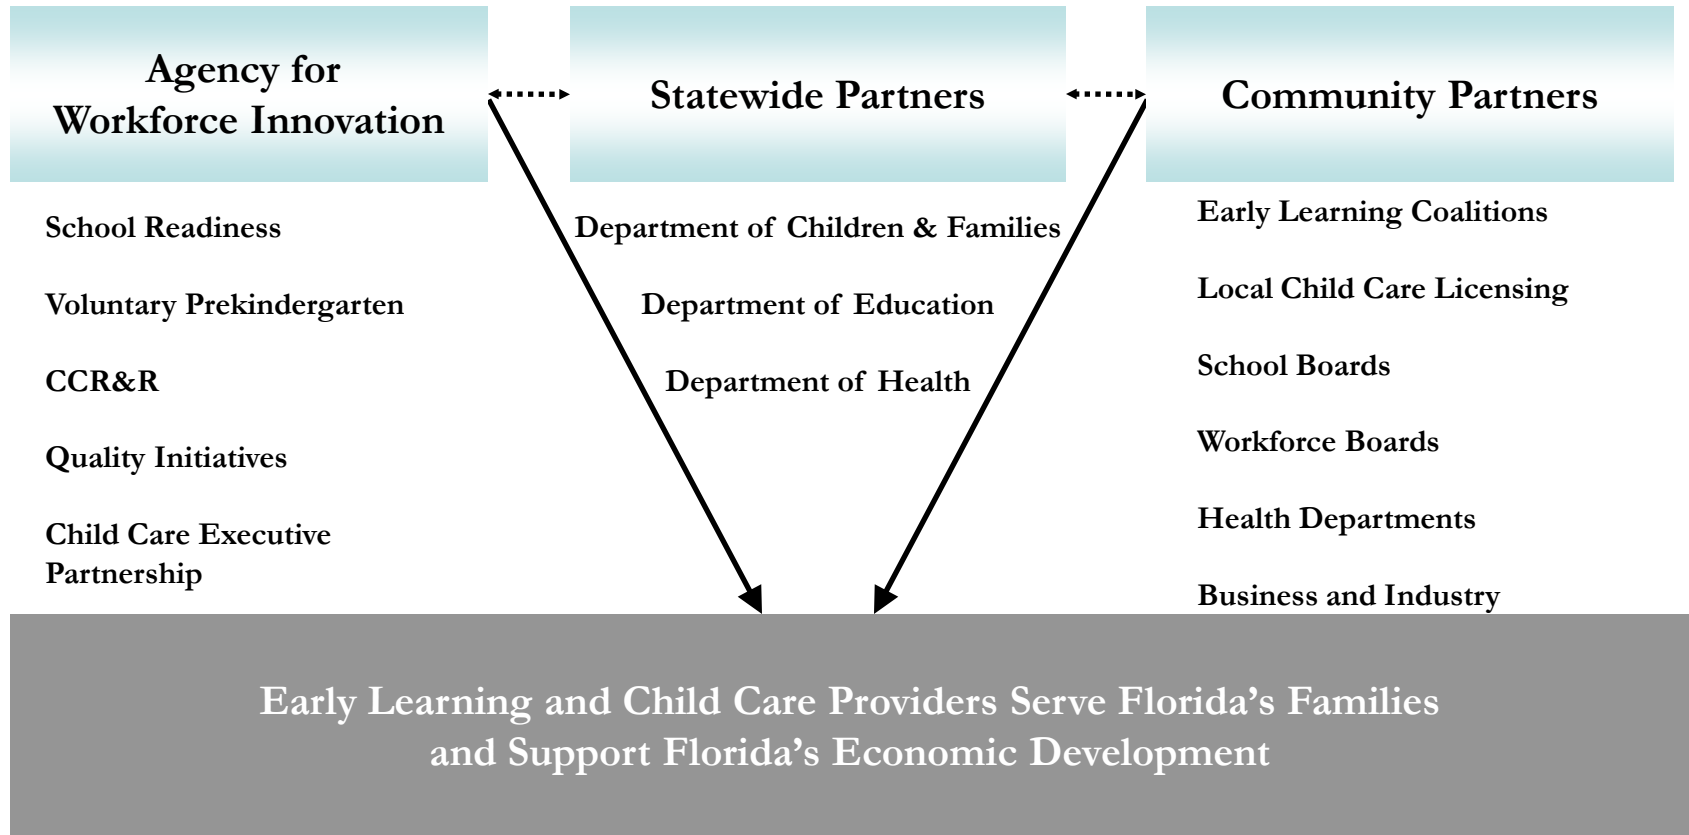 Agency for
Workforce Innovation
Statewide Partners
Community Partners
School Readiness
Voluntary Prekindergarten
CCR&R
Quality Initiatives
Child Care Executive
Partnership
Department of Children & Families
Department of Education
Department of Health
Early Learning Coalitions
Local Child Care Licensing
School Boards
Workforce Boards
Health Departments
Business and Industry
Early Learning and Child Care Providers Serve Florida’s Families
and Support Florida’s Economic Development